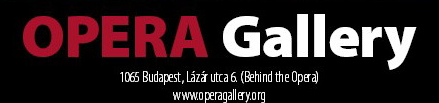 OPERA Gallery
1065 Budapest, Lázár utca 6. (Behind the Opera)
www.operagallery.org